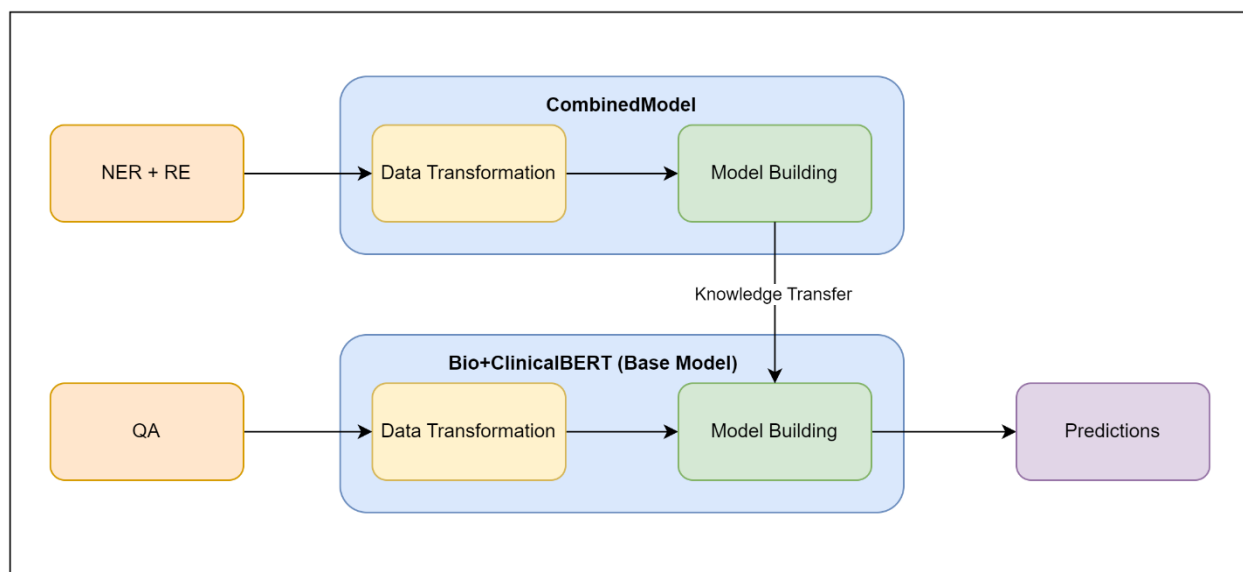 CombinedModel
NER + RE
Data Transformation
Model Building
Knowledge Transfer
Bio+ClinicalBERT (Base Model)
QA
Data Transformation
Model Building
Predictions